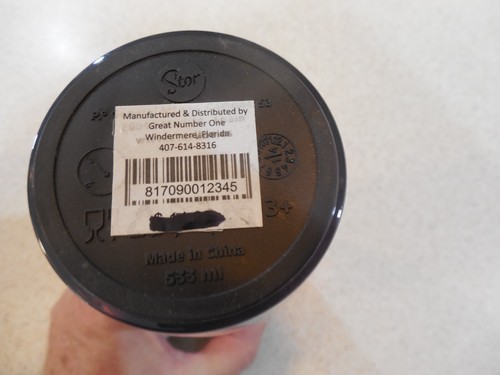 Stor
Manufactured & Distributed by
Great Number One
Windermere, Florida
407-614-8316
817090012345
3+
Made in China
533 ml